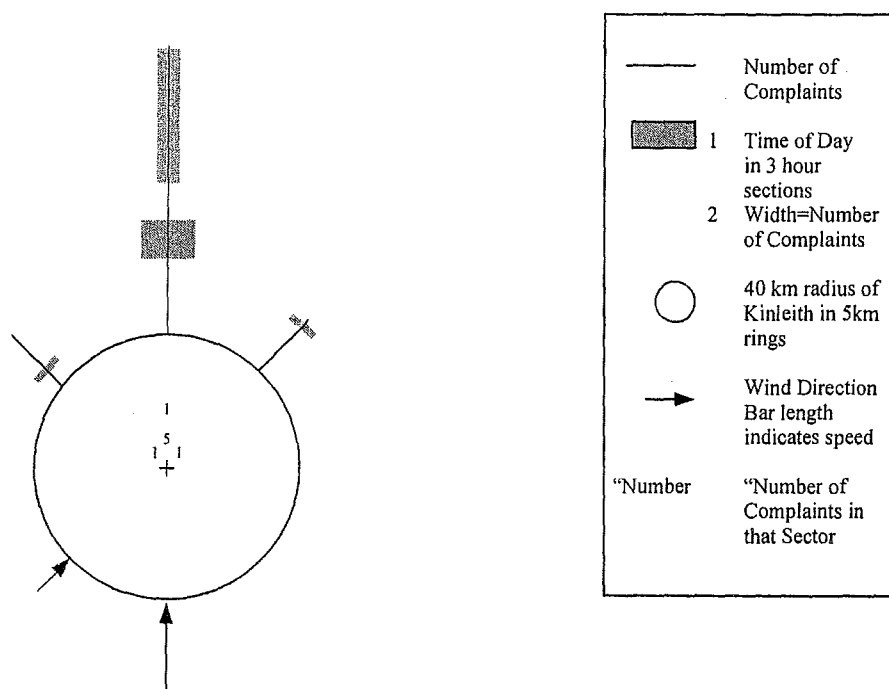 1
5
1 1
Number of
Complaints
1 Time of Day
in 3 hour
sections
2 Width=Number
of Complaints
40 km radius of
Kinleith in 5km
rings
Wind Direction
Bar length
indicates speed
“Number “Number of
Complaints in
that Sector